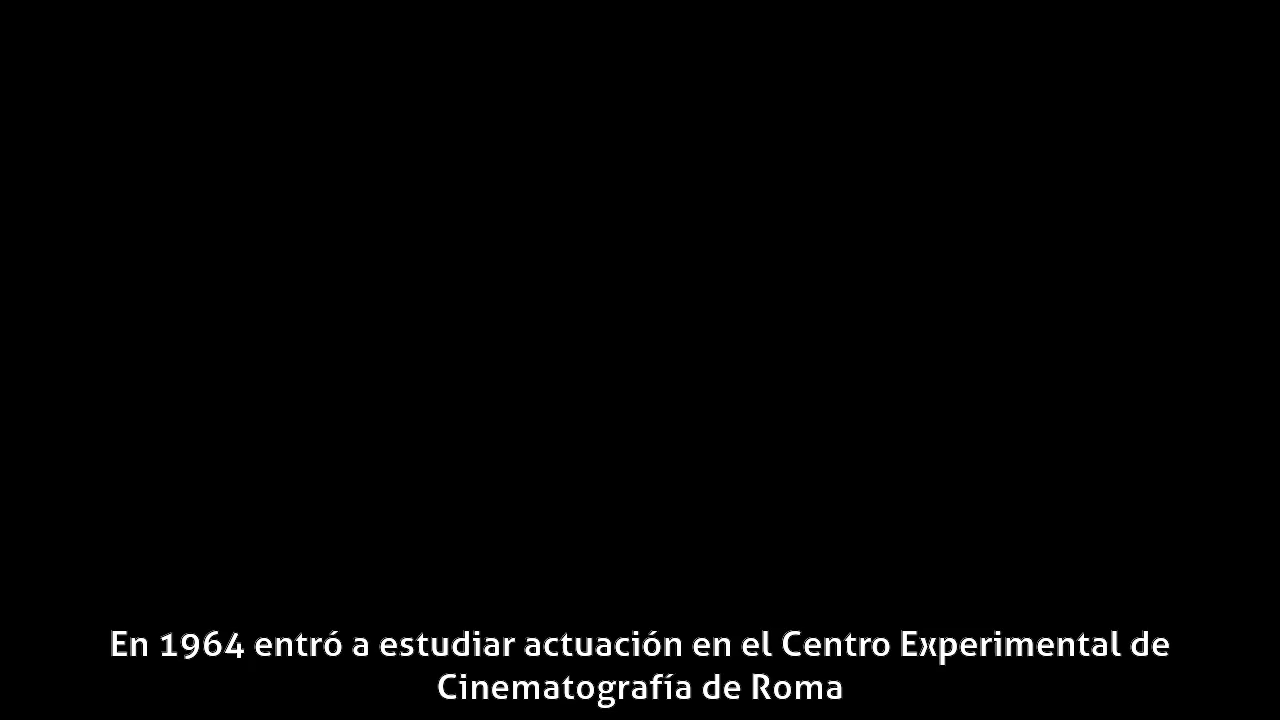 En 1964 entró a estudiar actuación en el Centro Experimental de
Cinematografía de Roma